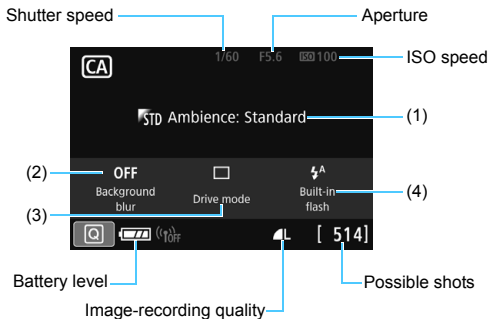 Shutter speed
Aperture
CA
1/60 F5.6 ISO 100
ISO speed
STD Ambience: Standard
(1)
(2)
OFF
Background
blur
Drive mode
A
Built-in
flash
(3)
(4)
Q
OFF
L
[ 514]
Battery level
Possible shots
Image-recording quality